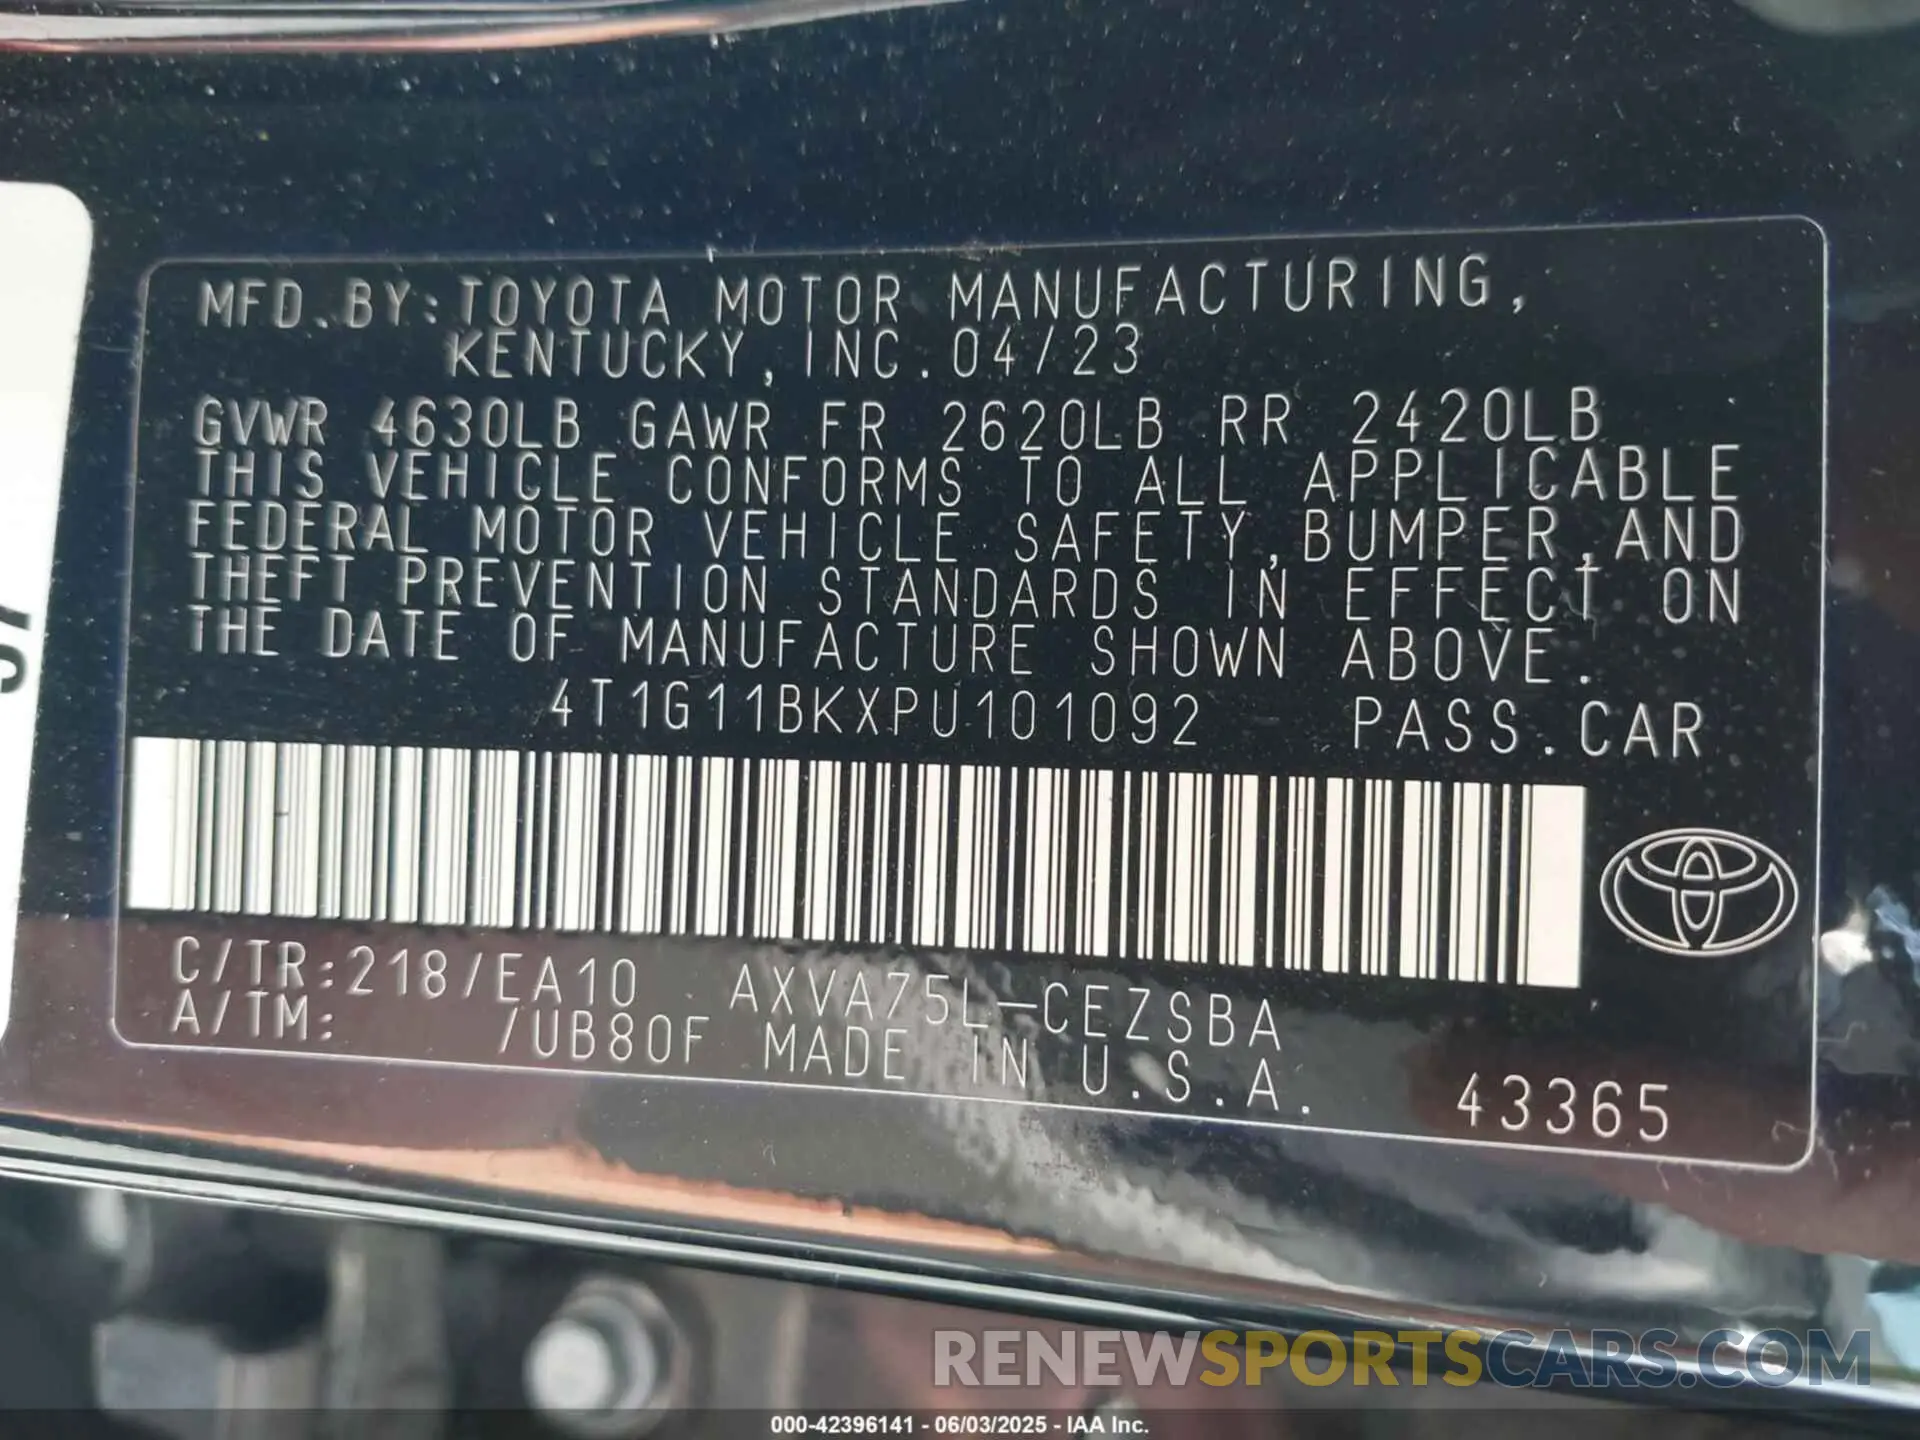 MFD.BY:TOYOTA MOTOR MANUFACTURING,
KENTUCKY, INC. 04/23
GVWR 4630LB GAWR FR 2620LB RR 2420LB
THIS VEHICLE CONFORMS TO ALL APPLICABLE
FEDERAL MOTOR VEHICLE SAFETY,BUMPER,AND
THEFT PREVENTION STANDARDS IN EFFECT ON
THE DATE OF MANUFACTURE SHOWN ABOVE.
4T1G11BKXPU101092 PASS.CAR
C/TR:218/EA10 AXVA75L-CEZSBA
A/TM: /UB80F MADE IN U.S.A.
43365
RENEWSPORTSCARS.COM
000-42396141 - 06/03/2025 - IAA Inc.